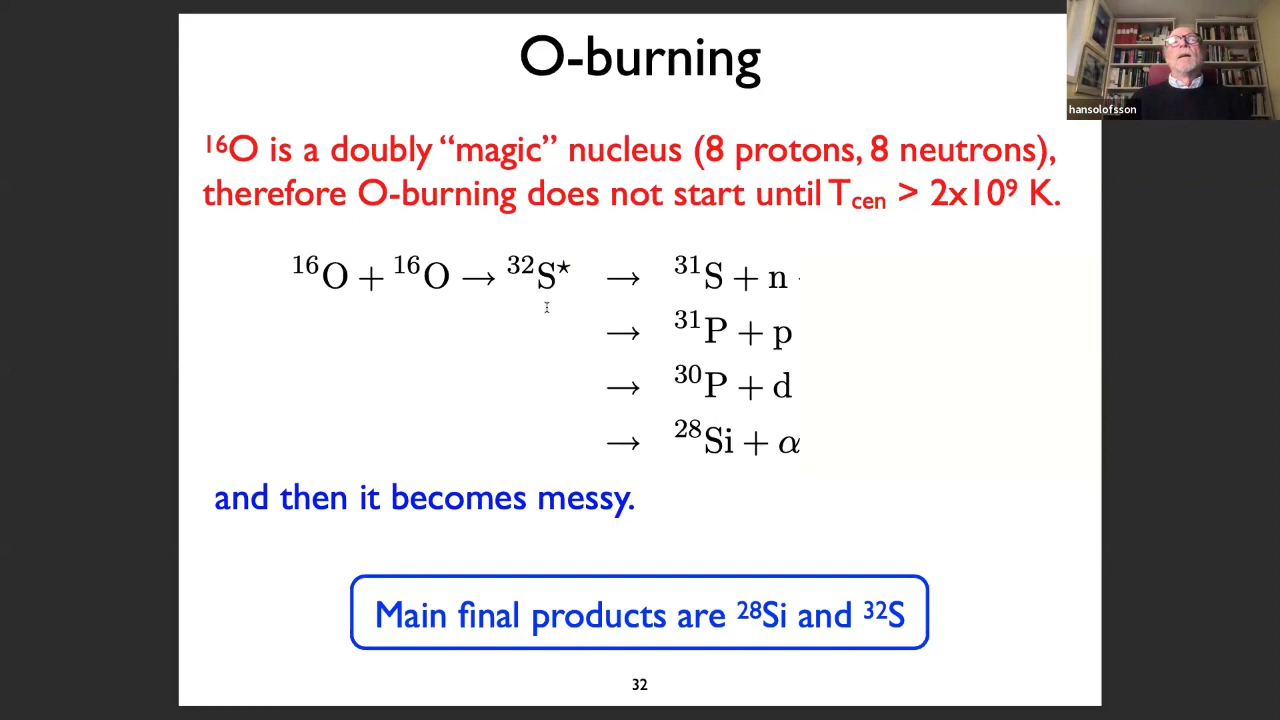 O-burning
hansolofsson
¹⁶O is a doubly “magic” nucleus (8 protons, 8 neutrons),
therefore O-burning does not start until T_cen > 2x10⁹ K.
¹⁶O + ¹⁶O → ³²S⋆ → ³¹S + n
→ ³¹P + p
→ ³⁰P + d
→ ²⁸Si + α
and then it becomes messy.
Main final products are ²⁸Si and ³²S
32